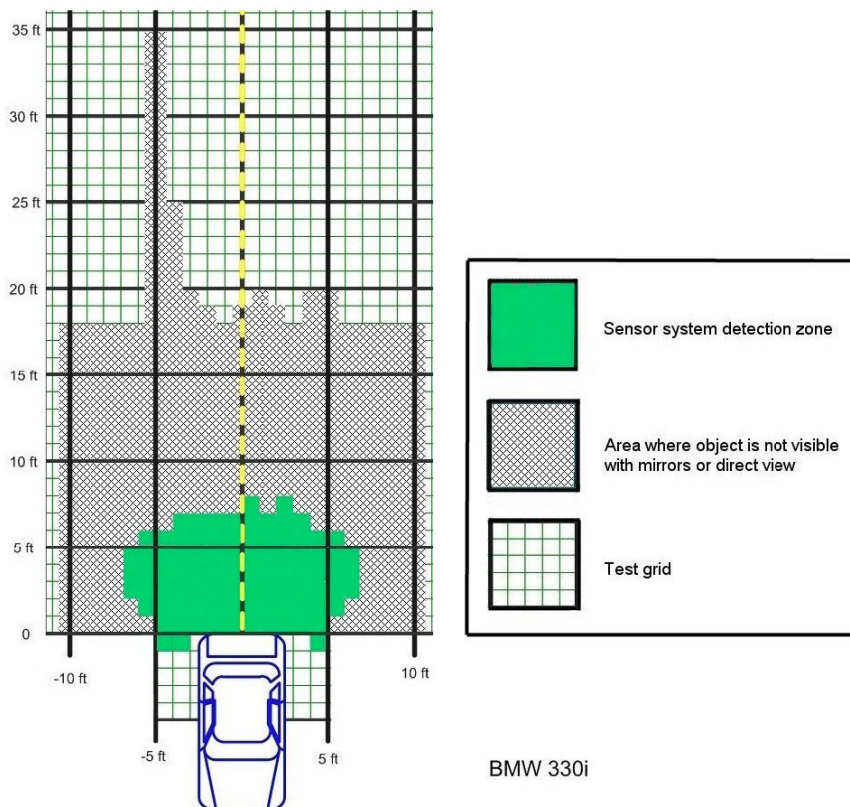 35 ft
30 ft
25 ft
20 ft
15 ft
10 ft
5 ft
0
-10 ft
10 ft
-5 ft
5 ft
Sensor system detection zone
Area where object is not visible
with mirrors or direct view
Test grid
BMW 330i